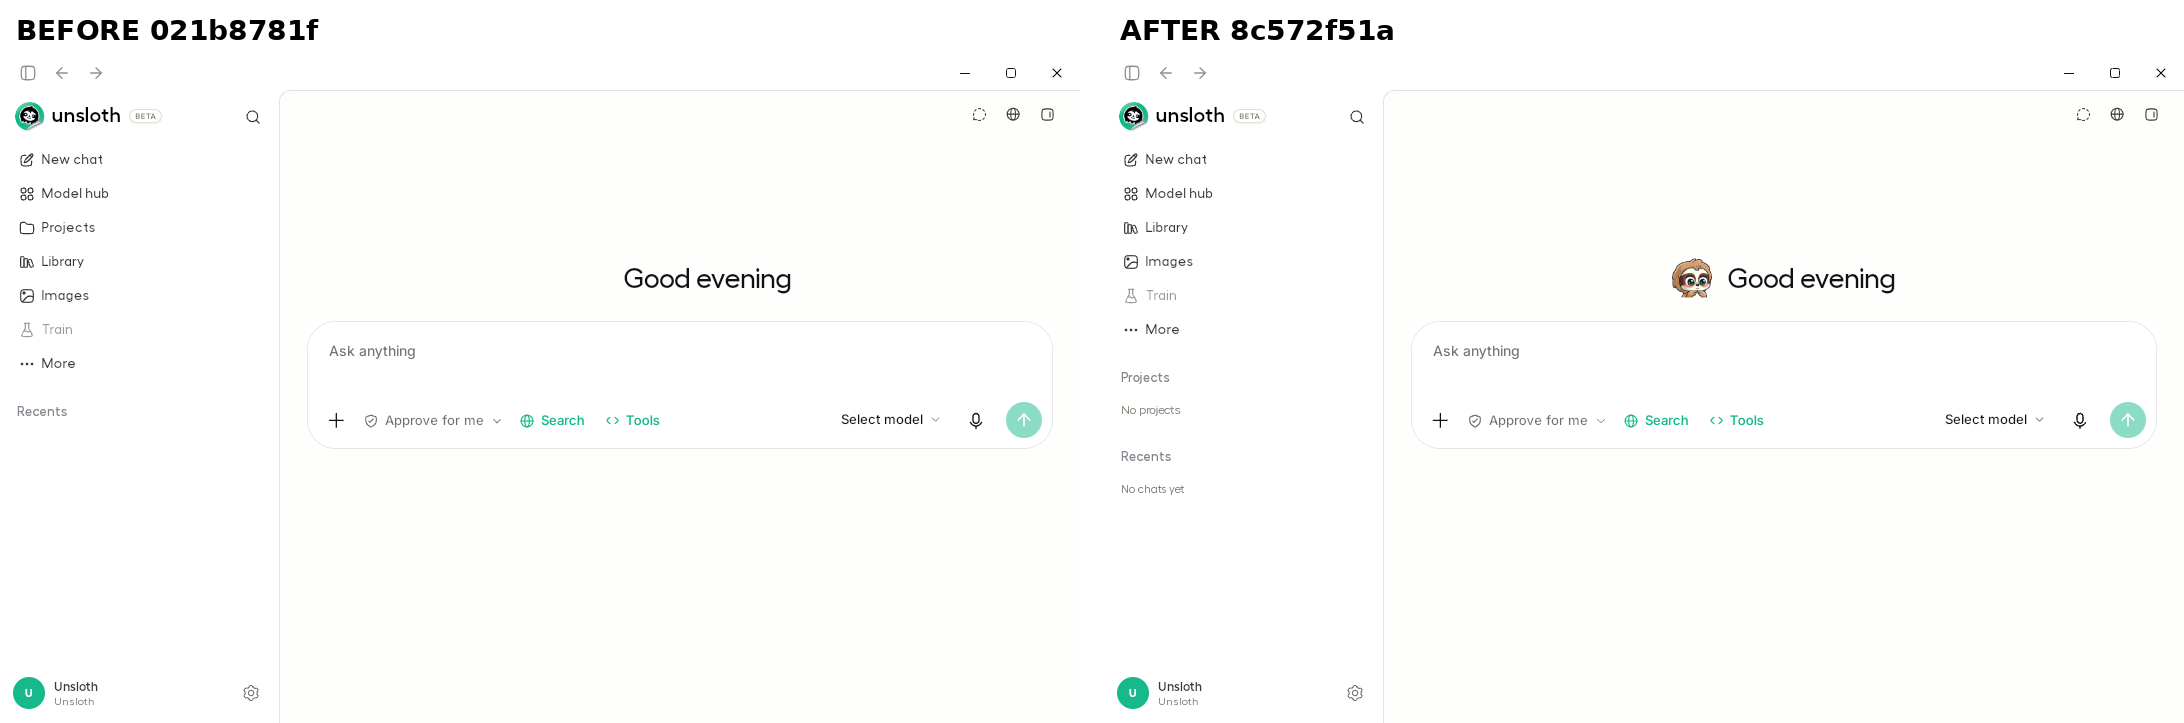 BEFORE 021b8781f
unsloth BETA
New chat
Model hub
Projects
Library
Images
Train
More
Recents
Good evening
Ask anything
Approve for me Search Tools Select model
U Unsloth
Unsloth
AFTER 8c572f51a
unsloth BETA
New chat
Model hub
Library
Images
Train
More
Projects
No projects
Recents
No chats yet
Good evening
Ask anything
Approve for me Search Tools Select model
U Unsloth
Unsloth